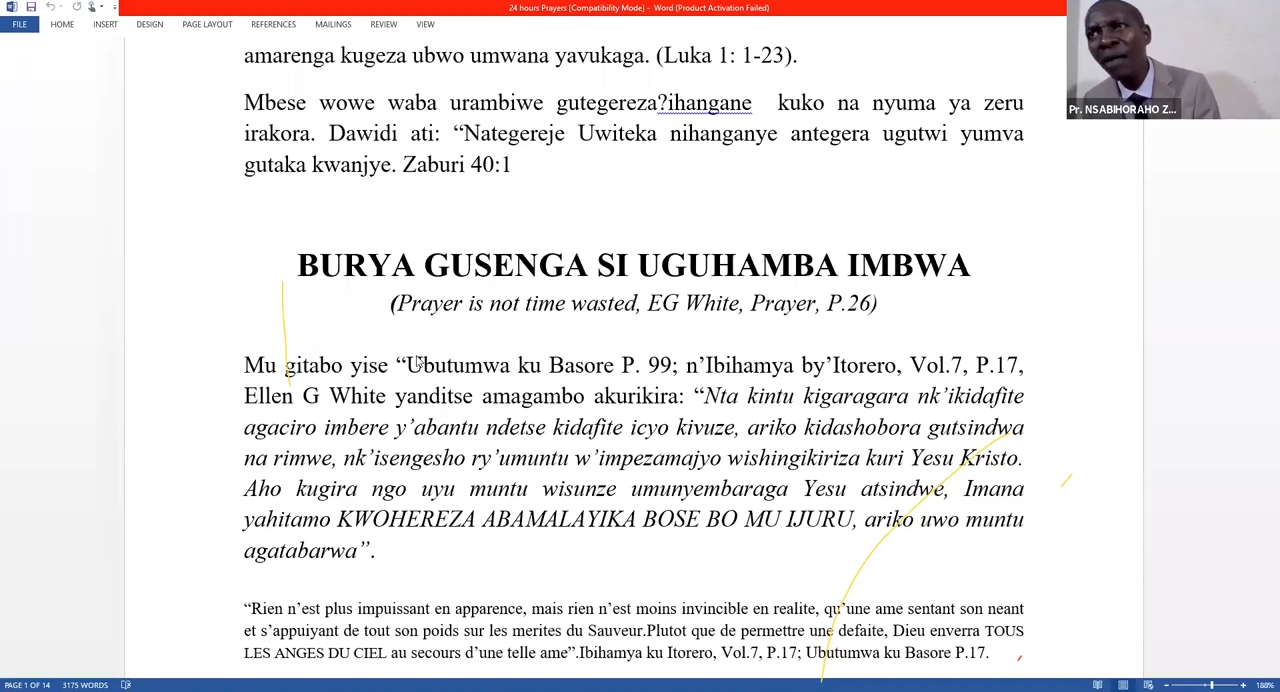 24 hours Prayers [Compatibility Mode] - Word (Product Activation Failed)
FILE HOME INSERT DESIGN PAGE LAYOUT REFERENCES MAILINGS REVIEW VIEW
amarenga kugeza ubwo umwana yavukaga. (Luka 1: 1-23).
Mbese wowe waba urambiwe gutegereza?ihangane kuko na nyuma ya zeru
irakora. Dawidi ati: “Nategereje Uwiteka nihanganye antegera ugutwi yumva
gutaka kwanjye. Zaburi 40:1
BURYA GUSENGA SI UGUHAMBA IMBWA
(Prayer is not time wasted, EG White, Prayer, P.26)
Mu gitabo yise “Ubutumwa ku Basore P. 99; n’Ibihamya by’Itorero, Vol.7, P.17,
Ellen G White yanditse amagambo akurikira: “Nta kintu kigaragara nk’ikidafite
agaciro imbere y’abantu ndetse kidafite icyo kivuze, ariko kidashobora gutsindwa
na rimwe, nk’isengesho ry’umuntu w’impezamajyo wishingikiriza kuri Yesu Kristo.
Aho kugira ngo uyu muntu wisunze umunyembaraga Yesu atsindwe, Imana
yahitamo KWOHEREZA ABAMALAYIKA BOSE BO MU IJURU, ariko uwo muntu
agatabarwa”.
“Rien n’est plus impuissant en apparence, mais rien n’est moins invincible en realite, qu’une ame sentant son neant
et s’appuiyant de tout son poids sur les merites du Sauveur.Plutot que de permettre une defaite, Dieu enverra TOUS
LES ANGES DU CIEL au secours d’une telle ame”.Ibihamya ku Itorero, Vol.7, P.17; Ubutumwa ku Basore P.17.
Pr. NSABIHORAHO Z...
PAGE 1 OF 14 3175 WORDS 188%